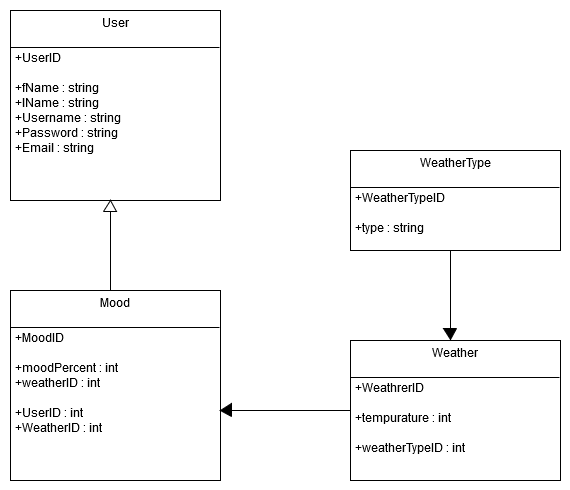 User
+UserID
+fName : string
+lName : string
+Username : string
+Password : string
+Email : string
WeatherType
+WeatherTypeID
+type : string
Mood
+MoodID
+moodPercent : int
+weatherID : int
+UserID : int
+WeatherID : int
Weather
+WeathrerID
+tempurature : int
+weatherTypeID : int